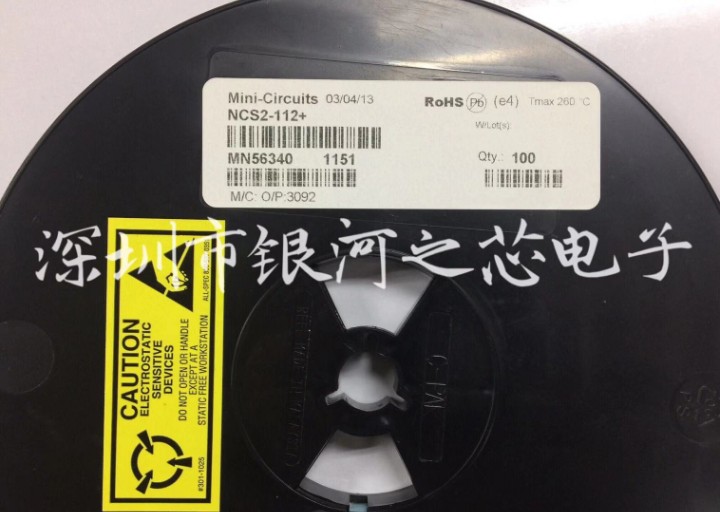 Mini-Circuits 03/04/13
NCS2-112+
MN56340 1151
M/C: O/P:3092
RoHS Pb (e4) Tmax 260 °C
W/Lot(s):
Qty.: 100
深圳市银河之芯电子
CAUTION
ELECTROSTATIC
SENSITIVE
DEVICES
DO NOT OPEN OR HANDLE
EXCEPT AT A
STATIC FREE WORKSTATION
#301-1025